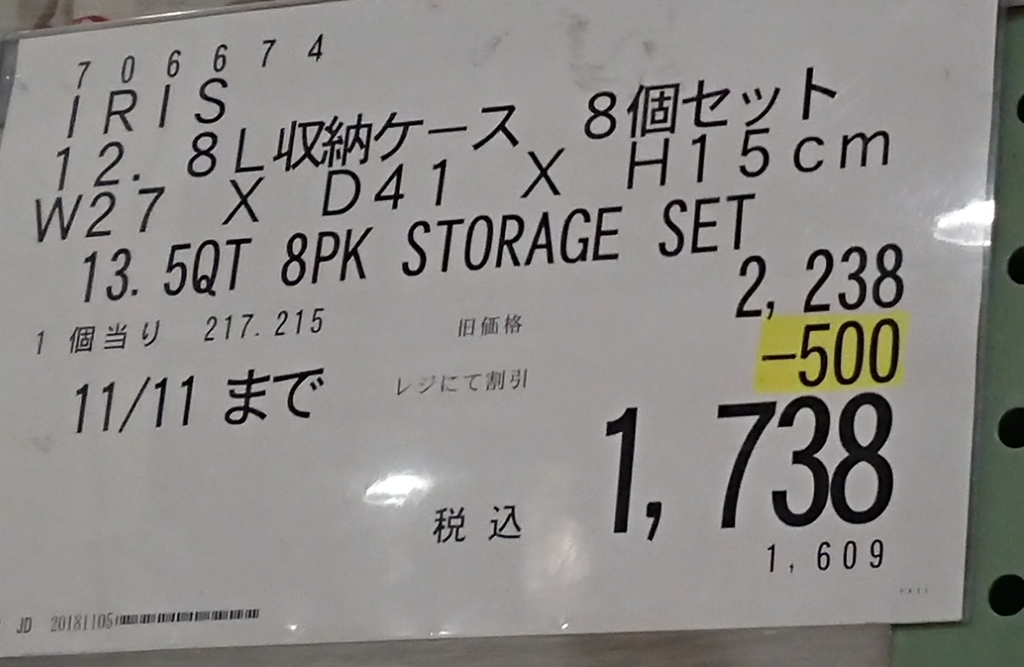 706674
IRIS
12.8L収納ケース 8個セット
W27 X D41 X H15cm
13.5QT 8PK STORAGE SET
2,238
1個当り 217.215 旧価格
-500
11/11 まで レジにて割引
1,738
税込
1,609
JD 20181105